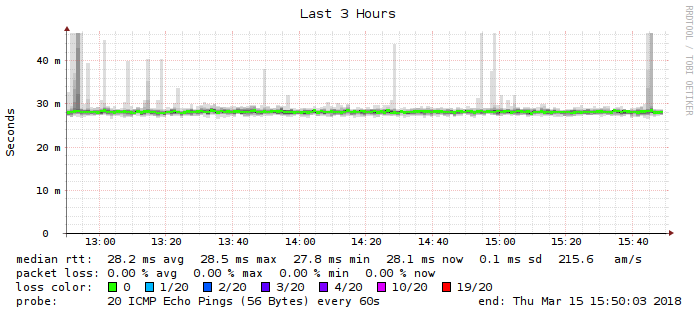 Last 3 Hours
RRDTOOL / TOBI OETIKER
Seconds
40 m
30 m
20 m
10 m
0
13:00 13:20 13:40 14:00 14:20 14:40 15:00 15:20 15:40
median rtt: 28.2 ms avg 28.5 ms max 27.8 ms min 28.1 ms now 0.1 ms sd 215.6 am/s
packet loss: 0.00 % avg 0.00 % max 0.00 % min 0.00 % now
loss color: 0 1/20 2/20 3/20 4/20 10/20 19/20
probe: 20 ICMP Echo Pings (56 Bytes) every 60s end: Thu Mar 15 15:50:03 2018